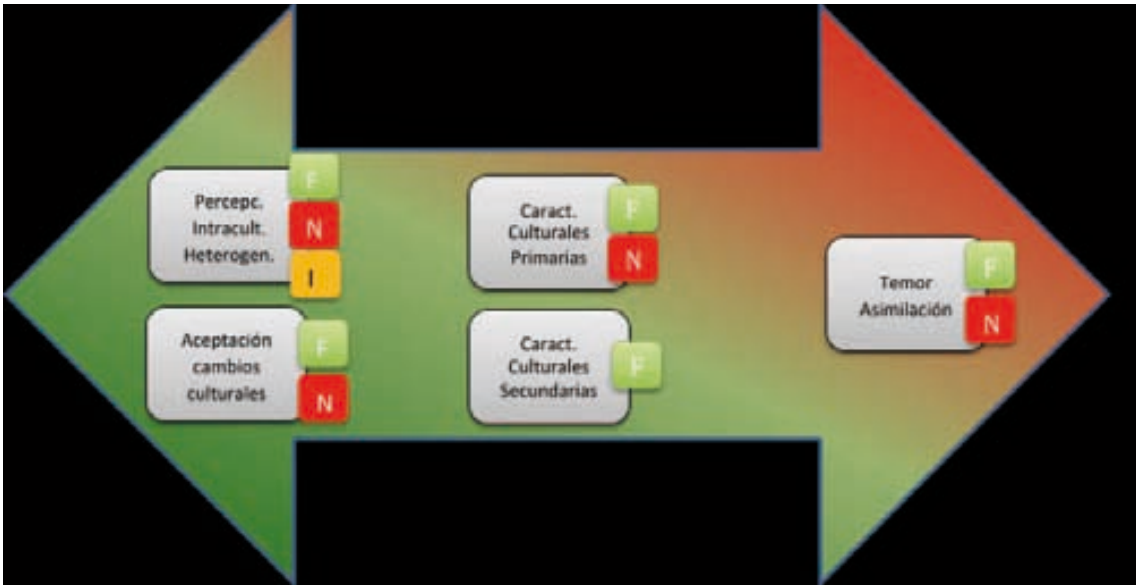 Percepc.
Intracult.
Heterogen.
F
N
I
Aceptación
cambios
culturales
F
N
Caract.
Culturales
Primarias
F
N
Caract.
Culturales
Secundarias
F
Temor
Asimilación
F
N